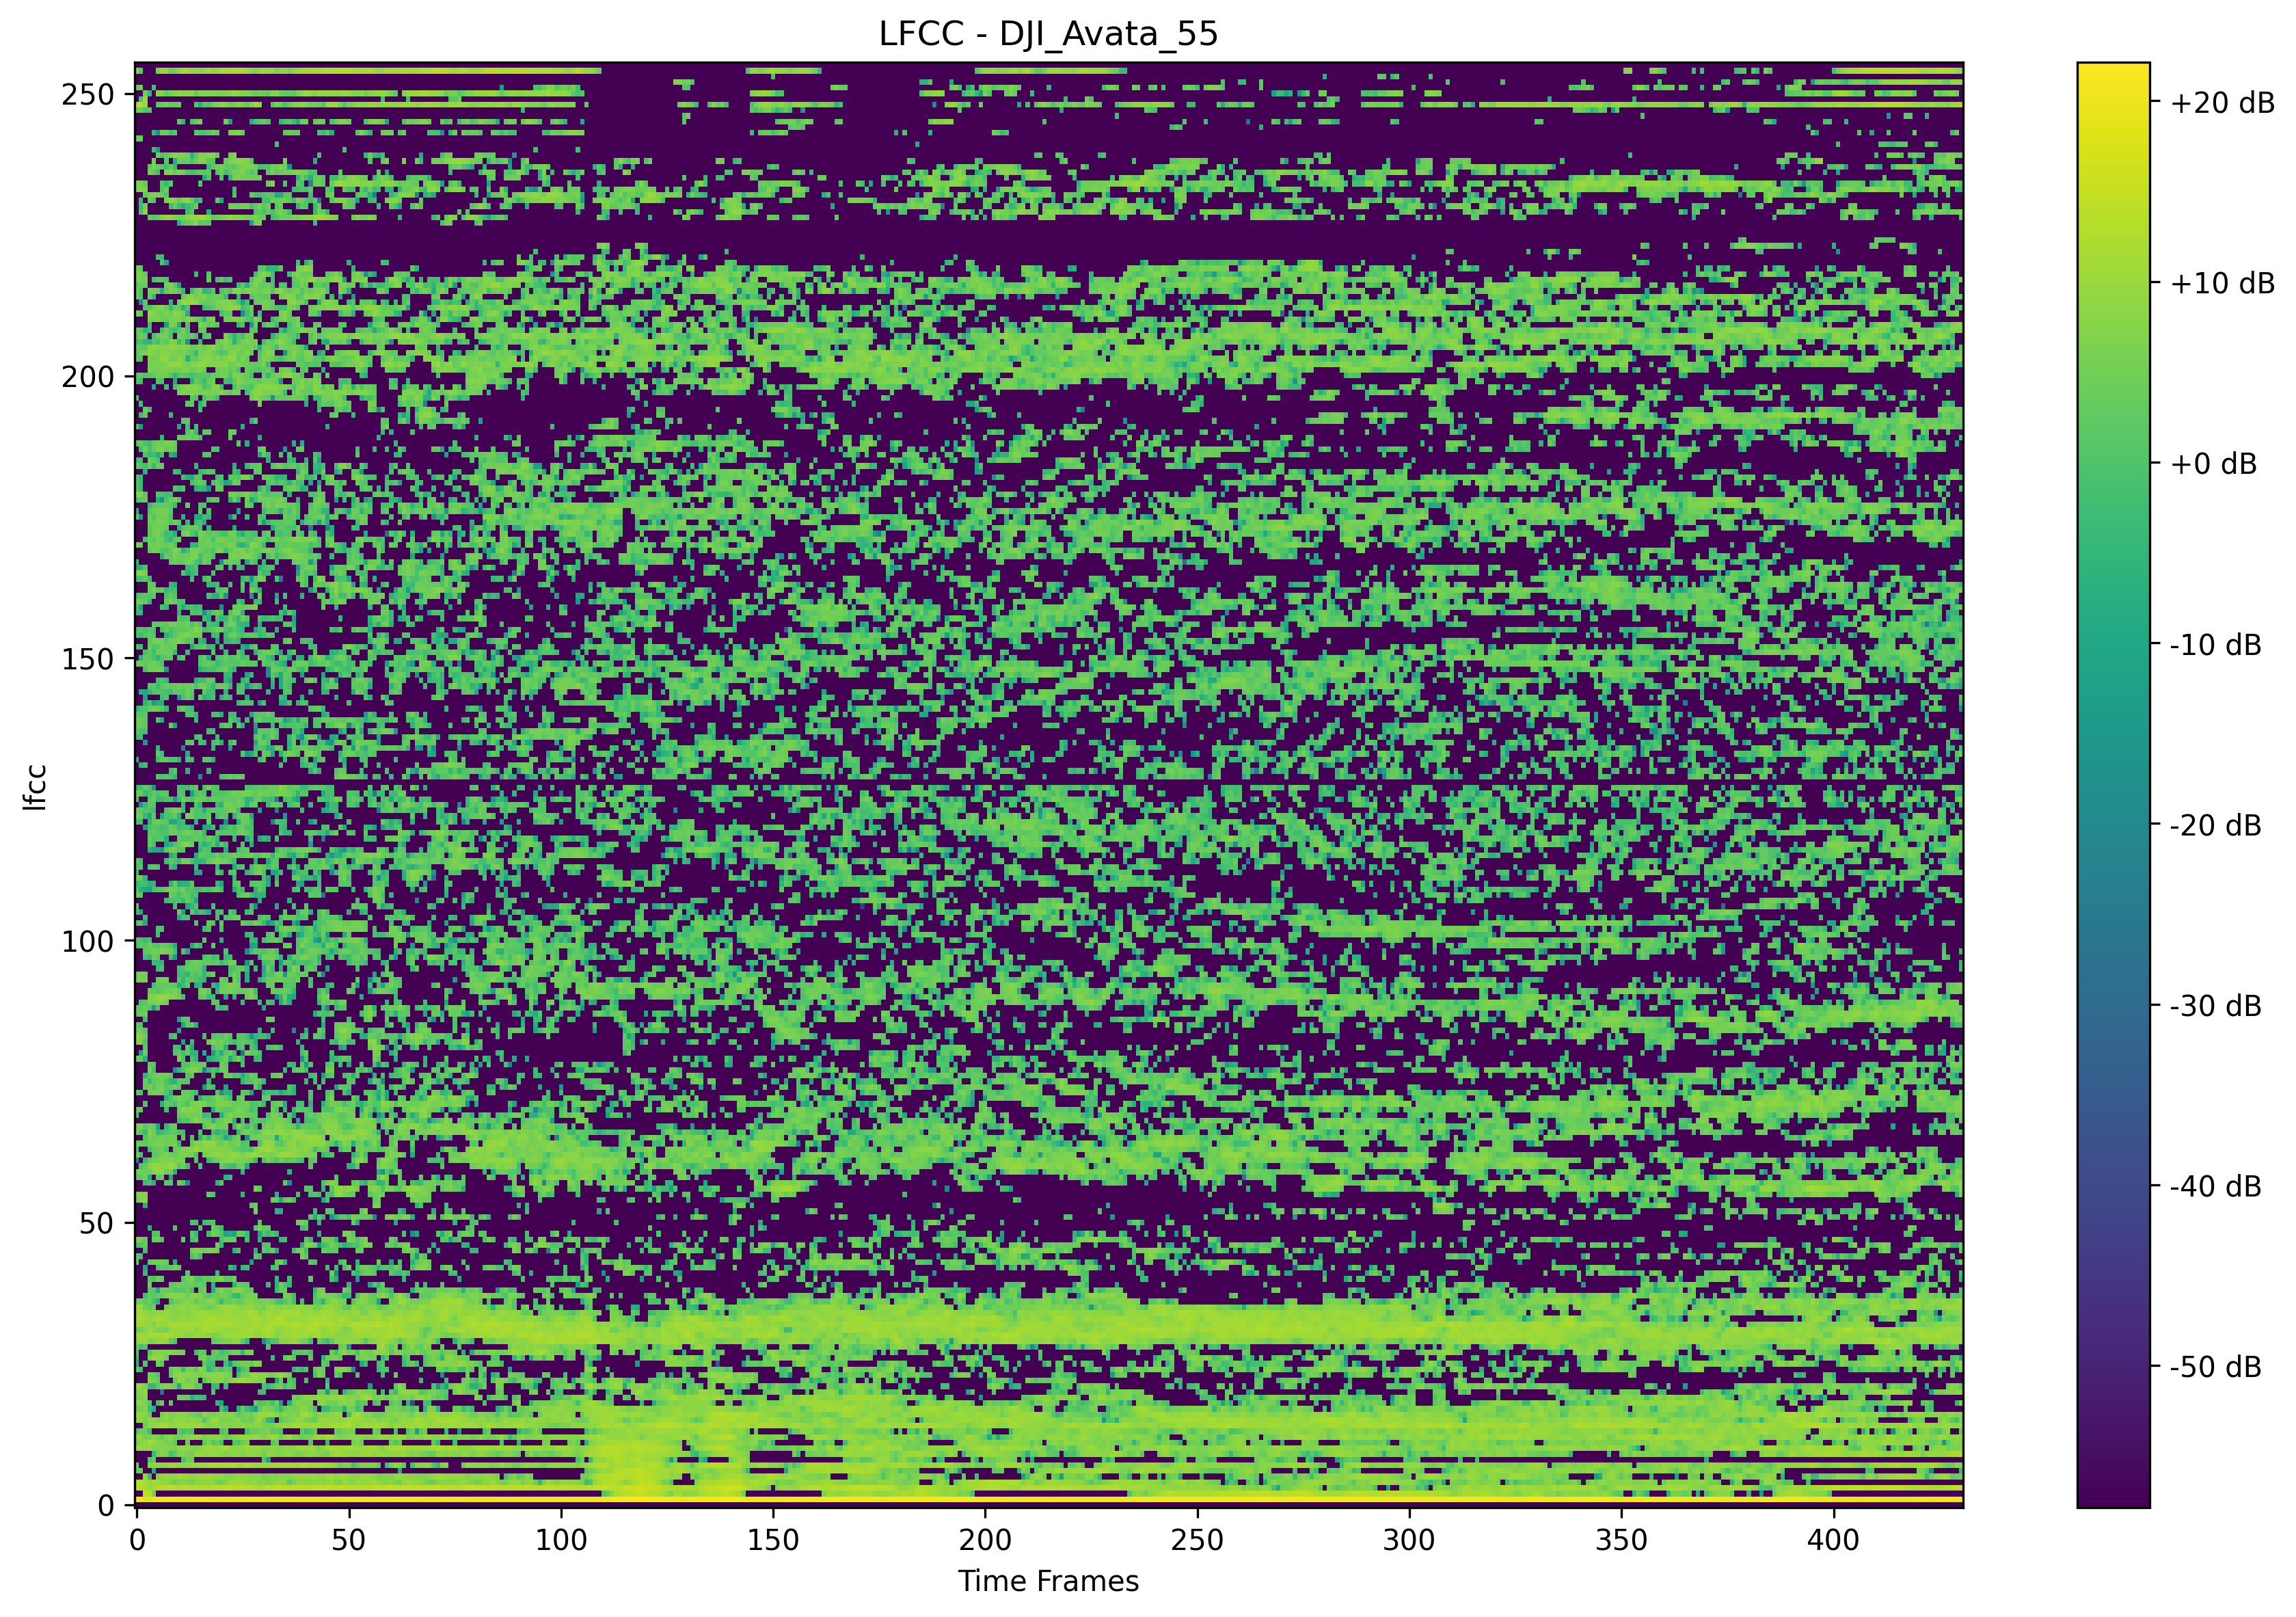 LFCC - DJI_Avata_55
250
200
150
100
50
0
lfcc
0 50 100 150 200 250 300 350 400
Time Frames
+20 dB
+10 dB
+0 dB
-10 dB
-20 dB
-30 dB
-40 dB
-50 dB